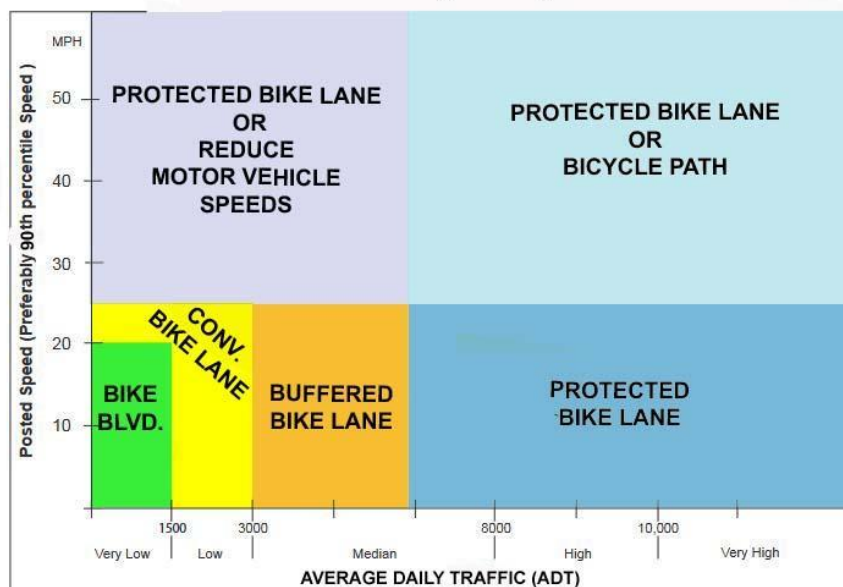 MPH
50
40
30
20
10
Posted Speed (Preferably 90th percentile Speed )
PROTECTED BIKE LANE
OR
REDUCE
MOTOR VEHICLE
SPEEDS
PROTECTED BIKE LANE
OR
BICYCLE PATH
CONV.
BIKE LANE
BIKE
BLVD.
BUFFERED
BIKE LANE
PROTECTED
BIKE LANE
1500 3000 8000 10,000
Very Low Low Median High Very High
AVERAGE DAILY TRAFFIC (ADT)